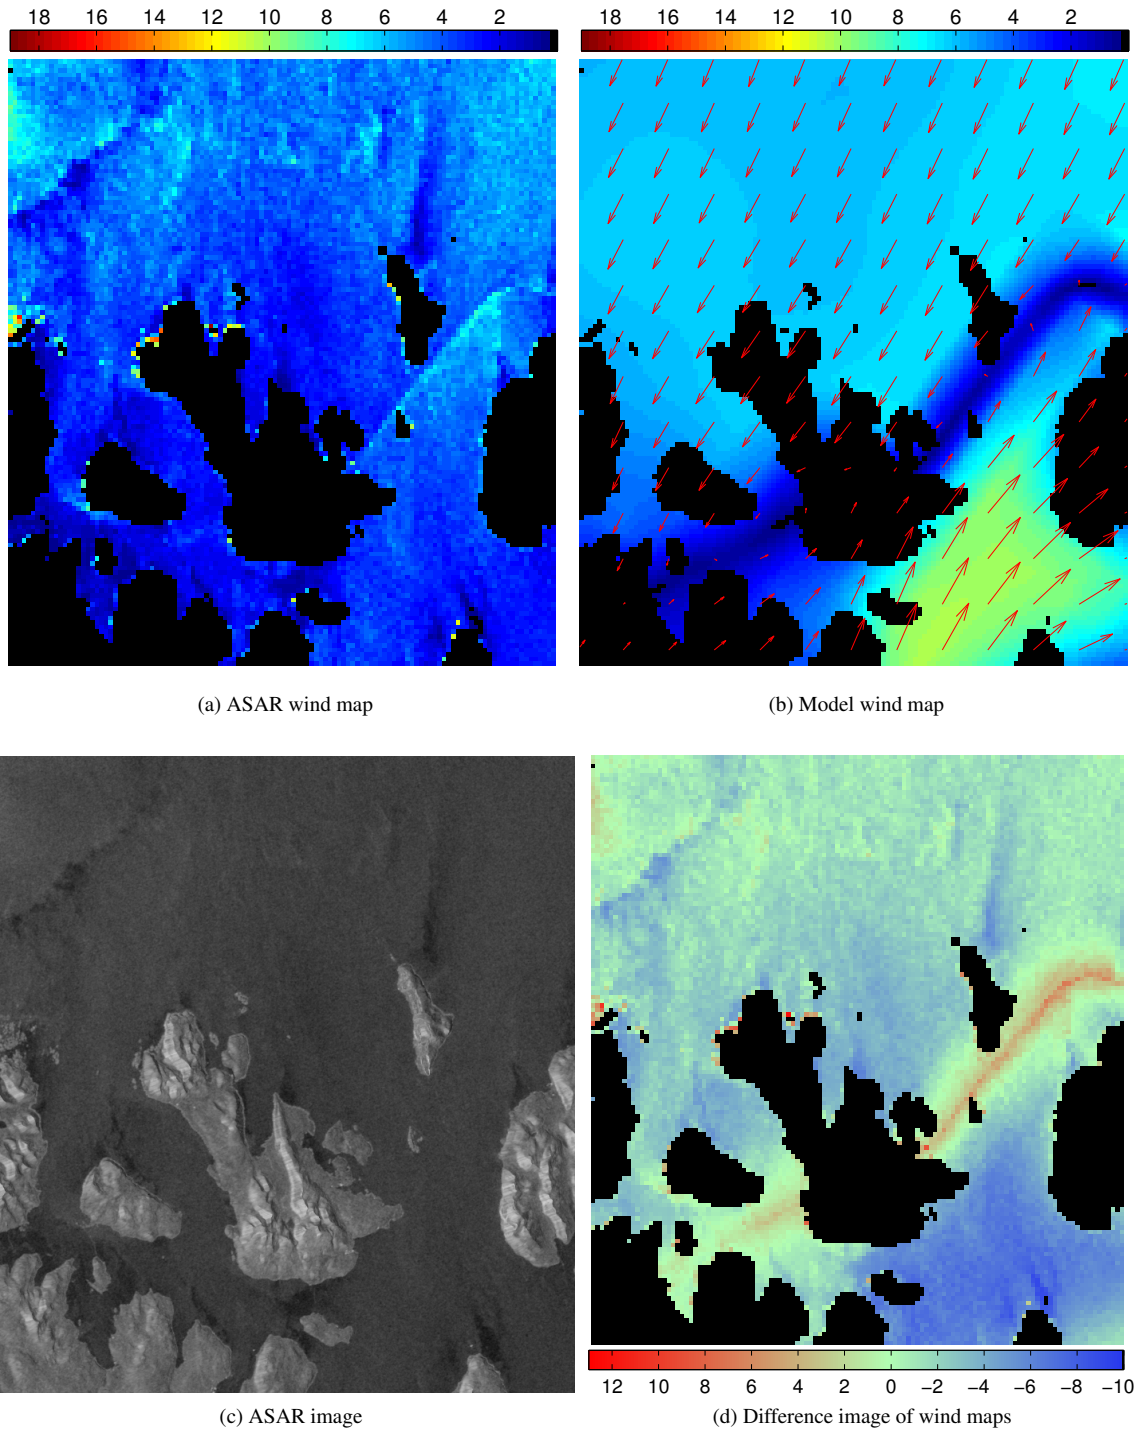 18 16 14 12 10 8 6 4 2
18 16 14 12 10 8 6 4 2
(a) ASAR wind map
(b) Model wind map
12 10 8 6 4 2 0 −2 −4 −6 −8 −10
(c) ASAR image
(d) Difference image of wind maps